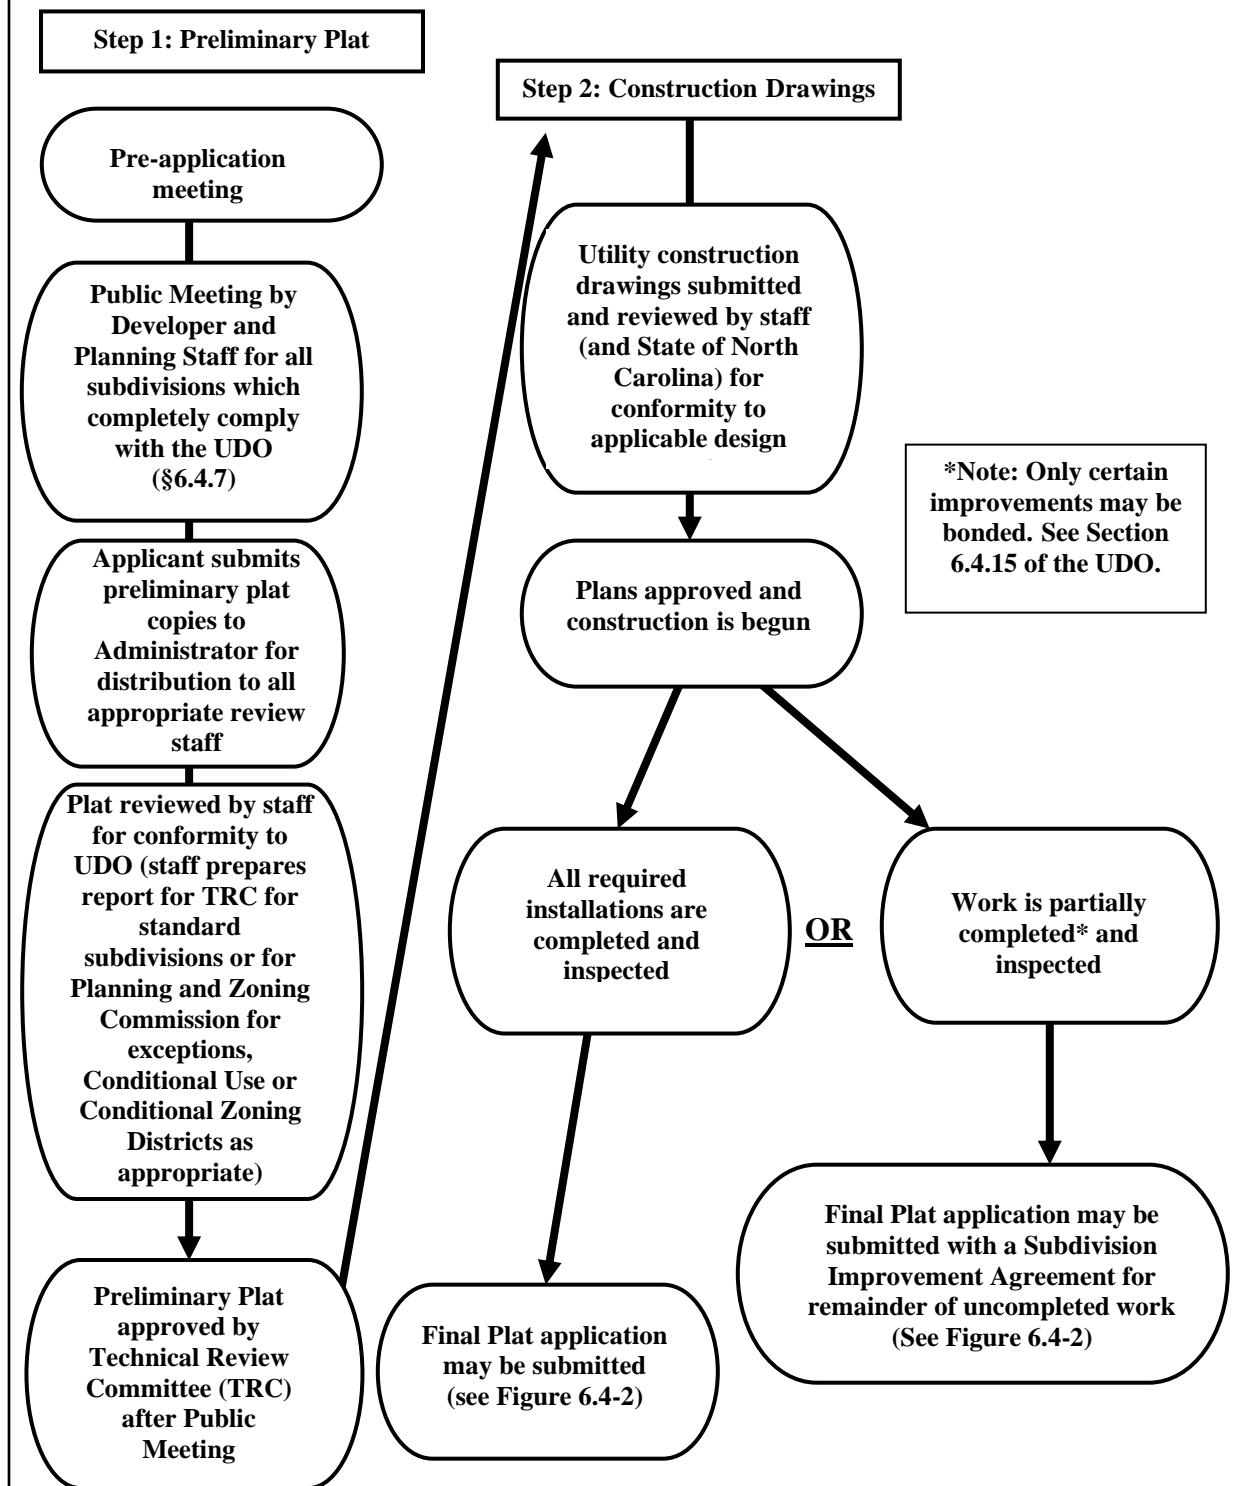 Step 1: Preliminary Plat
Pre-application
meeting
Public Meeting by
Developer and
Planning Staff for all
subdivisions which
completely comply
with the UDO
(§6.4.7)
Applicant submits
preliminary plat
copies to
Administrator for
distribution to all
appropriate review
staff
Plat reviewed by staff
for conformity to
UDO (staff prepares
report for TRC for
standard
subdivisions or for
Planning and Zoning
Commission for
exceptions,
Conditional Use or
Conditional Zoning
Districts as
appropriate)
Preliminary Plat
approved by
Technical Review
Committee (TRC)
after Public
Meeting
Step 2: Construction Drawings
Utility construction
drawings submitted
and reviewed by staff
(and State of North
Carolina) for
conformity to
applicable design
Plans approved and
construction is begun
*Note: Only certain
improvements may be
bonded. See Section
6.4.15 of the UDO.
All required
installations are
completed and
inspected
OR
Work is partially
completed* and
inspected
Final Plat application
may be submitted
(see Figure 6.4-2)
Final Plat application may be
submitted with a Subdivision
Improvement Agreement for
remainder of uncompleted work
(See Figure 6.4-2)